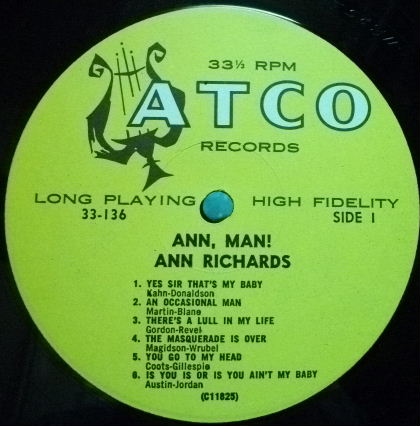 33⅓ RPM
ATCO
RECORDS
LONG PLAYING HIGH FIDELITY
33-136 SIDE 1
ANN, MAN!
ANN RICHARDS
1. YES SIR THAT'S MY BABY
Kahn-Donaldson
2. AN OCCASIONAL MAN
Martin-Blane
3. THERE'S A LULL IN MY LIFE
Gordon-Revel
4. THE MASQUERADE IS OVER
Magidson-Wrubel
5. YOU GO TO MY HEAD
Coots-Gillespie
6. IS YOU IS OR IS YOU AIN'T MY BABY
Austin-Jordan
(C11825)